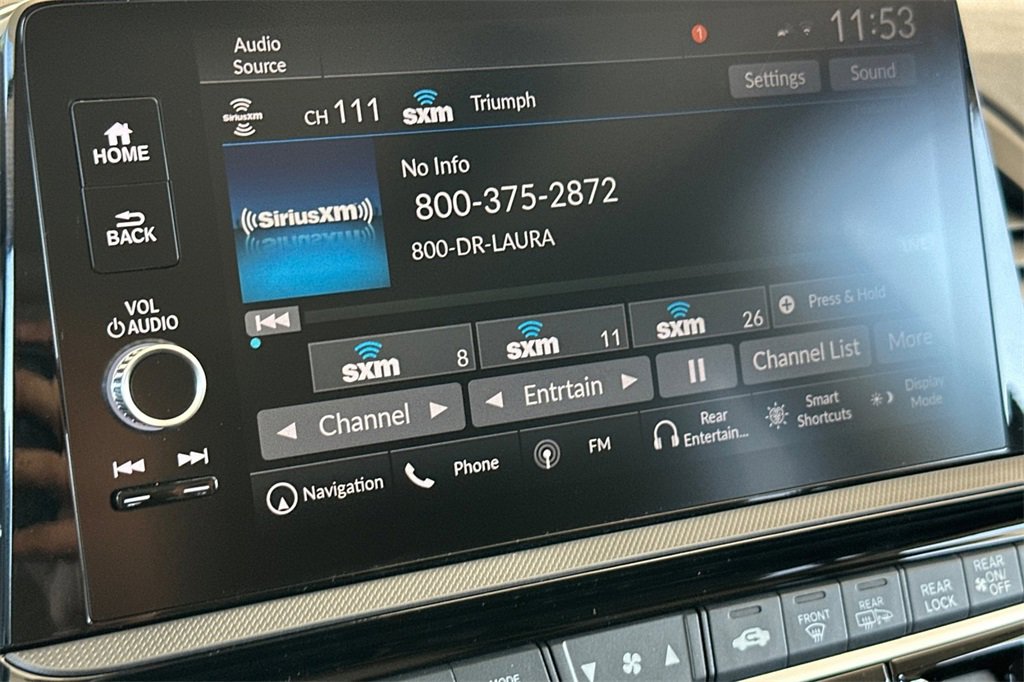 Audio
Source
1
11:53
Settings
Sound
SiriusXM
CH 111
sxm
Triumph
HOME
BACK
((SiriusXM))
No Info
800-375-2872
800-DR-LAURA
VOL
AUDIO
sxm 8
sxm 11
sxm 26
Press & Hold
Channel
Entrtain
Channel List
More
Navigation
Phone
FM
Rear
Entertain...
Smart
Shortcuts
Display
Mode
MODE
FRONT
REAR
REAR
LOCK
REAR
ON/
OFF